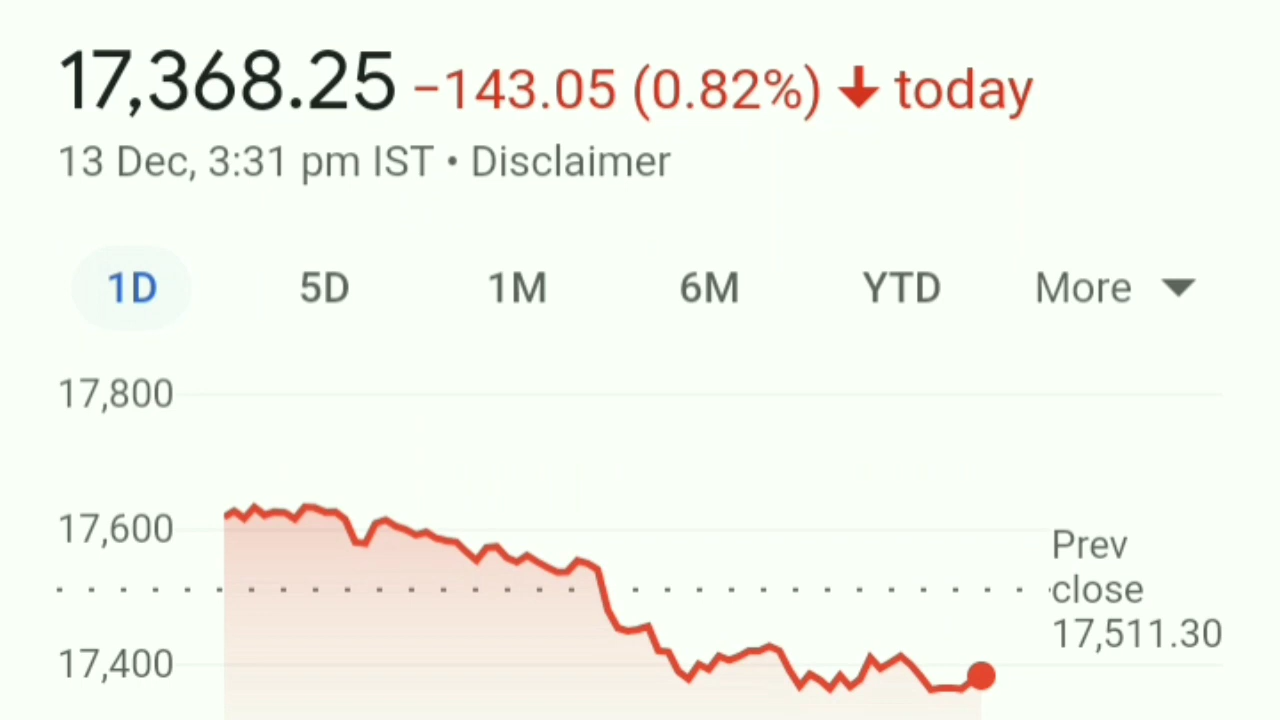 17,368.25 −143.05 (0.82%) ↓ today
13 Dec, 3:31 pm IST • Disclaimer
1D 5D 1M 6M YTD More
17,800
17,600
Prev
close
17,511.30
17,400